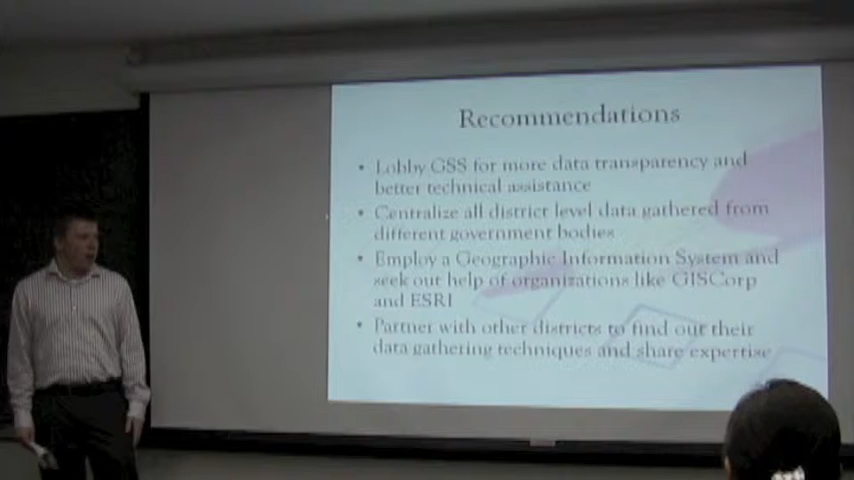 Recommendations
• Lobby GSS for more data transparency and
better technical assistance
• Centralize all district level data gathered from
different government bodies
• Employ a Geographic Information System and
seek out help of organizations like GISCorp
and ESRI
• Partner with other districts to find out their
data gathering techniques and share expertise